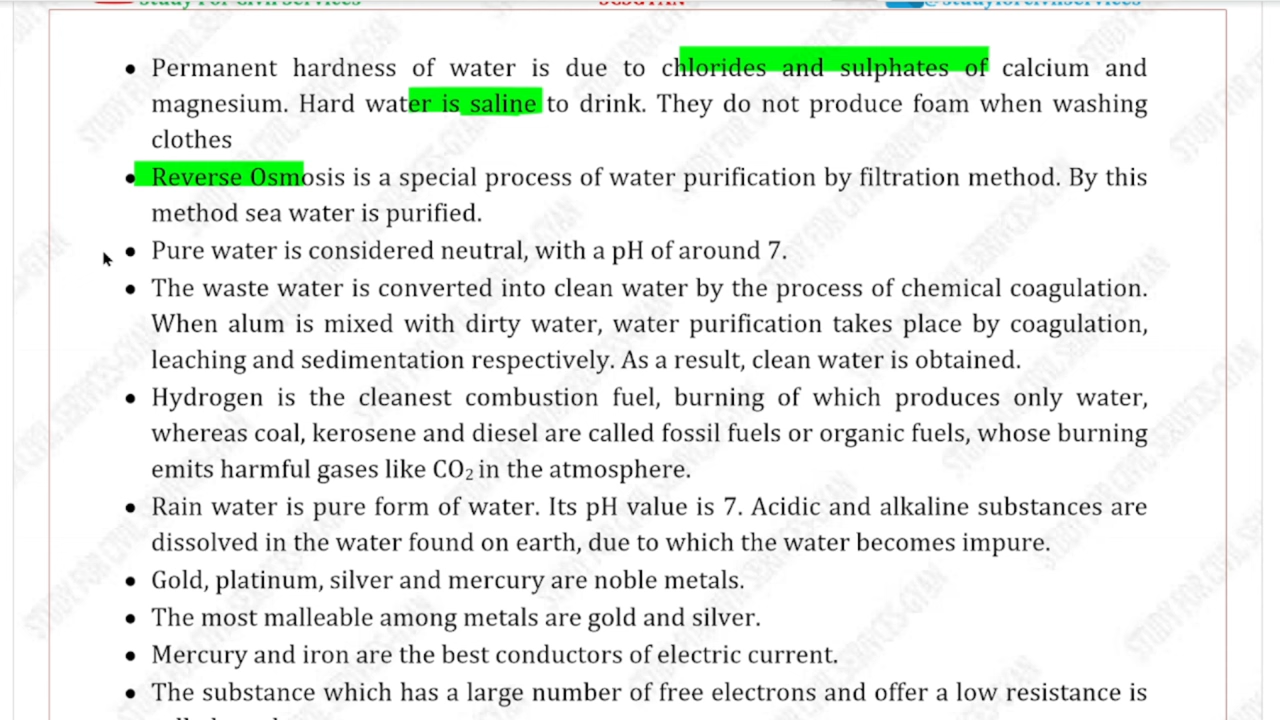 • Permanent hardness of water is due to chlorides and sulphates of calcium and
magnesium. Hard water is saline to drink. They do not produce foam when washing
clothes
• Reverse Osmosis is a special process of water purification by filtration method. By this
method sea water is purified.
• Pure water is considered neutral, with a pH of around 7.
• The waste water is converted into clean water by the process of chemical coagulation.
When alum is mixed with dirty water, water purification takes place by coagulation,
leaching and sedimentation respectively. As a result, clean water is obtained.
• Hydrogen is the cleanest combustion fuel, burning of which produces only water,
whereas coal, kerosene and diesel are called fossil fuels or organic fuels, whose burning
emits harmful gases like CO₂ in the atmosphere.
• Rain water is pure form of water. Its pH value is 7. Acidic and alkaline substances are
dissolved in the water found on earth, due to which the water becomes impure.
• Gold, platinum, silver and mercury are noble metals.
• The most malleable among metals are gold and silver.
• Mercury and iron are the best conductors of electric current.
• The substance which has a large number of free electrons and offer a low resistance is